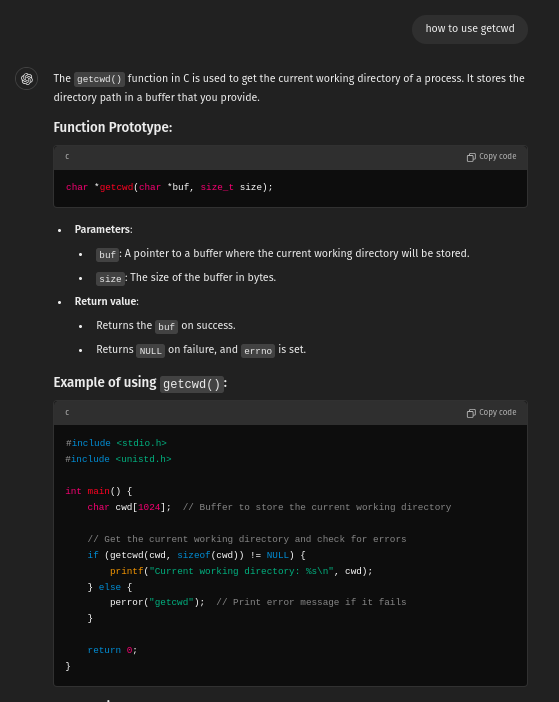 how to use getcwd
The getcwd() function in C is used to get the current working directory of a process. It stores the
directory path in a buffer that you provide.
Function Prototype:
c
Copy code
char *getcwd(char *buf, size_t size);
• Parameters:
• buf: A pointer to a buffer where the current working directory will be stored.
• size: The size of the buffer in bytes.
• Return value:
• Returns the buf on success.
• Returns NULL on failure, and errno is set.
Example of using getcwd():
c
Copy code
#include <stdio.h>
#include <unistd.h>
int main() {
    char cwd[1024];  // Buffer to store the current working directory
    // Get the current working directory and check for errors
    if (getcwd(cwd, sizeof(cwd)) != NULL) {
        printf("Current working directory: %s\n", cwd);
    } else {
        perror("getcwd");  // Print error message if it fails
    }
    return 0;
}